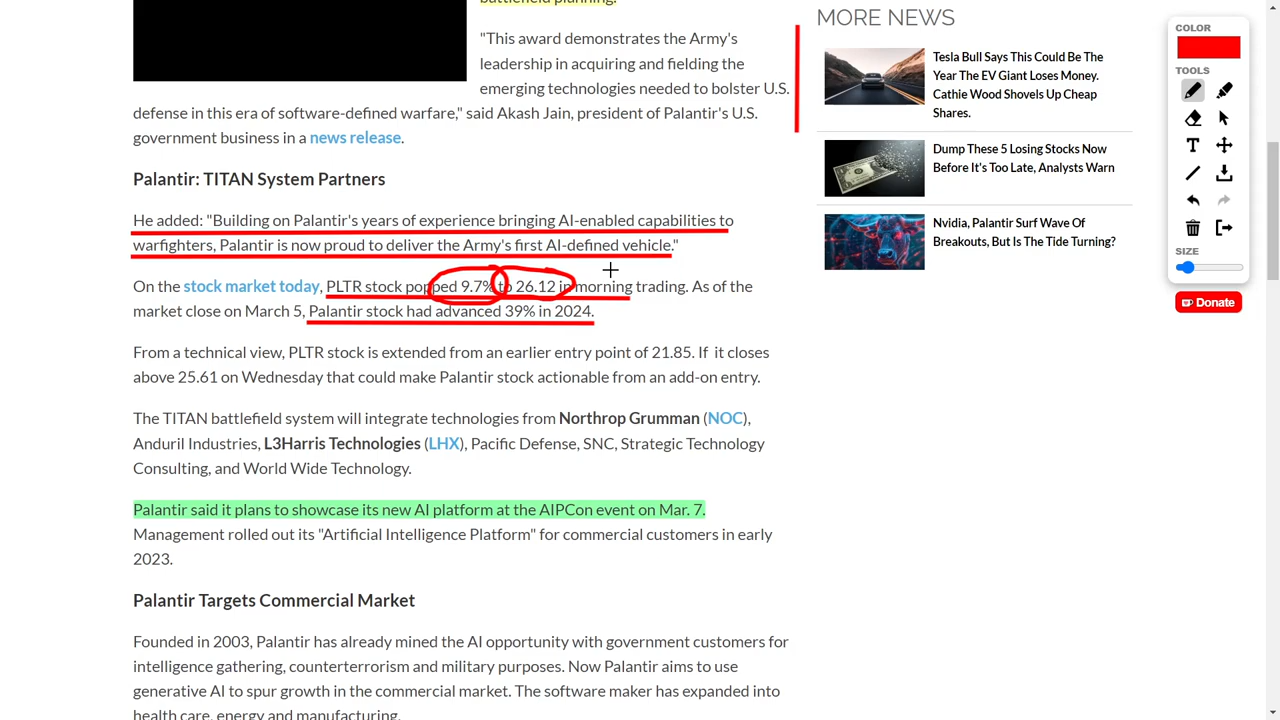 battlefield planning.
"This award demonstrates the Army's
leadership in acquiring and fielding the
emerging technologies needed to bolster U.S.
defense in this era of software-defined warfare," said Akash Jain, president of Palantir's U.S.
government business in a news release.
Palantir: TITAN System Partners
He added: "Building on Palantir's years of experience bringing AI-enabled capabilities to
warfighters, Palantir is now proud to deliver the Army's first AI-defined vehicle."
On the stock market today, PLTR stock popped 9.7% to 26.12 in morning trading. As of the
market close on March 5, Palantir stock had advanced 39% in 2024.
From a technical view, PLTR stock is extended from an earlier entry point of 21.85. If it closes
above 25.61 on Wednesday that could make Palantir stock actionable from an add-on entry.
The TITAN battlefield system will integrate technologies from Northrop Grumman (NOC),
Anduril Industries, L3Harris Technologies (LHX), Pacific Defense, SNC, Strategic Technology
Consulting, and World Wide Technology.
Palantir said it plans to showcase its new AI platform at the AIPCon event on Mar. 7.
Management rolled out its "Artificial Intelligence Platform" for commercial customers in early
2023.
Palantir Targets Commercial Market
Founded in 2003, Palantir has already mined the AI opportunity with government customers for
intelligence gathering, counterterrorism and military purposes. Now Palantir aims to use
generative AI to spur growth in the commercial market. The software maker has expanded into
health care, energy and manufacturing.
MORE NEWS
Tesla Bull Says This Could Be The
Year The EV Giant Loses Money.
Cathie Wood Shovels Up Cheap
Shares.
Dump These 5 Losing Stocks Now
Before It's Too Late, Analysts Warn
Nvidia, Palantir Surf Wave Of
Breakouts, But Is The Tide Turning?
COLOR
TOOLS
T
SIZE
Donate